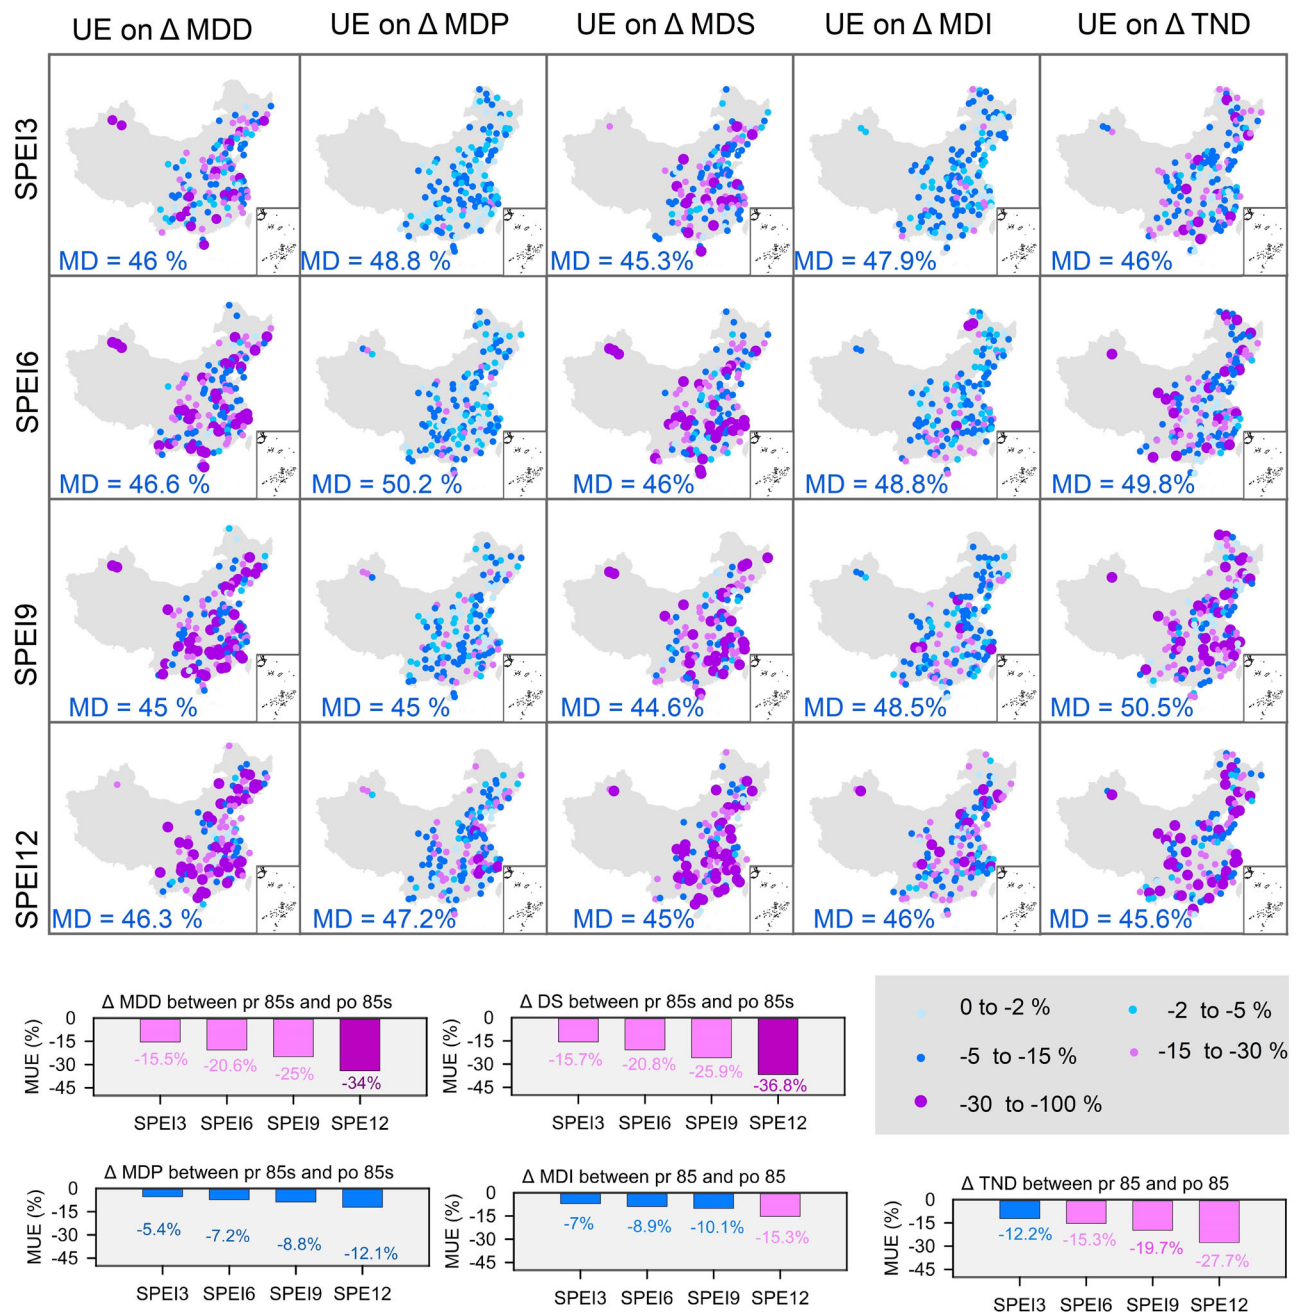 UE on Δ MDD
UE on Δ MDP
UE on Δ MDS
UE on Δ MDI
UE on Δ TND
SPEI3
MD = 46 %
MD = 48.8 %
MD = 45.3%
MD = 47.9%
MD = 46%
SPEI6
MD = 46.6 %
MD = 50.2 %
MD = 46%
MD = 48.8%
MD = 49.8%
SPEI9
MD = 45 %
MD = 45 %
MD = 44.6%
MD = 48.5%
MD = 50.5%
SPEI12
MD = 46.3 %
MD = 47.2%
MD = 45%
MD = 46%
MD = 45.6%
Δ MDD between pr 85s and po 85s
MUE (%)
0
-15
-30
-45
-15.5%
-20.6%
-25%
-34%
SPEI3 SPEI6 SPEI9 SPE12
Δ DS between pr 85s and po 85s
MUE (%)
0
-15
-30
-45
-15.7%
-20.8%
-25.9%
-36.8%
SPEI3 SPEI6 SPEI9 SPE12
0 to -2 %
-2 to -5 %
-5 to -15 %
-15 to -30 %
-30 to -100 %
Δ MDP between pr 85s and po 85s
MUE (%)
0
-15
-30
-45
-5.4%
-7.2%
-8.8%
-12.1%
SPEI3 SPEI6 SPEI9 SPE12
Δ MDI between pr 85 and po 85
MUE (%)
0
-15
-30
-45
-7%
-8.9%
-10.1%
-15.3%
SPEI3 SPEI6 SPEI9 SPE12
Δ TND between pr 85 and po 85
MUE (%)
0
-15
-30
-45
-12.2%
-15.3%
-19.7%
-27.7%
SPEI3 SPEI6 SPEI9 SPE12